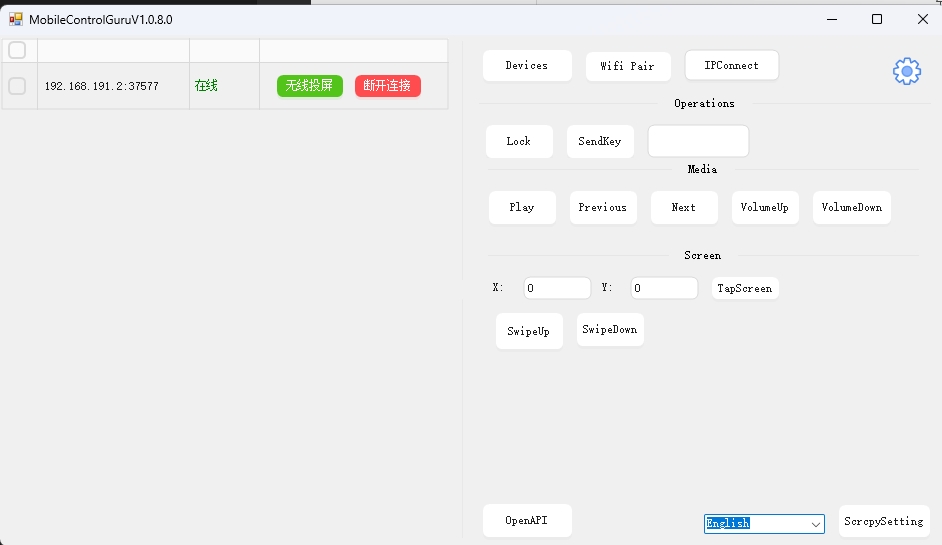 MobileControlGuruV1.0.8.0
192.168.191.2:37577 在线 无线投屏 断开连接
Devices Wifi Pair IPConnect
Operations
Lock SendKey
Media
Play Previous Next VolumeUp VolumeDown
Screen
X: 0 Y: 0 TapScreen
SwipeUp SwipeDown
OpenAPI English ScrcpySetting